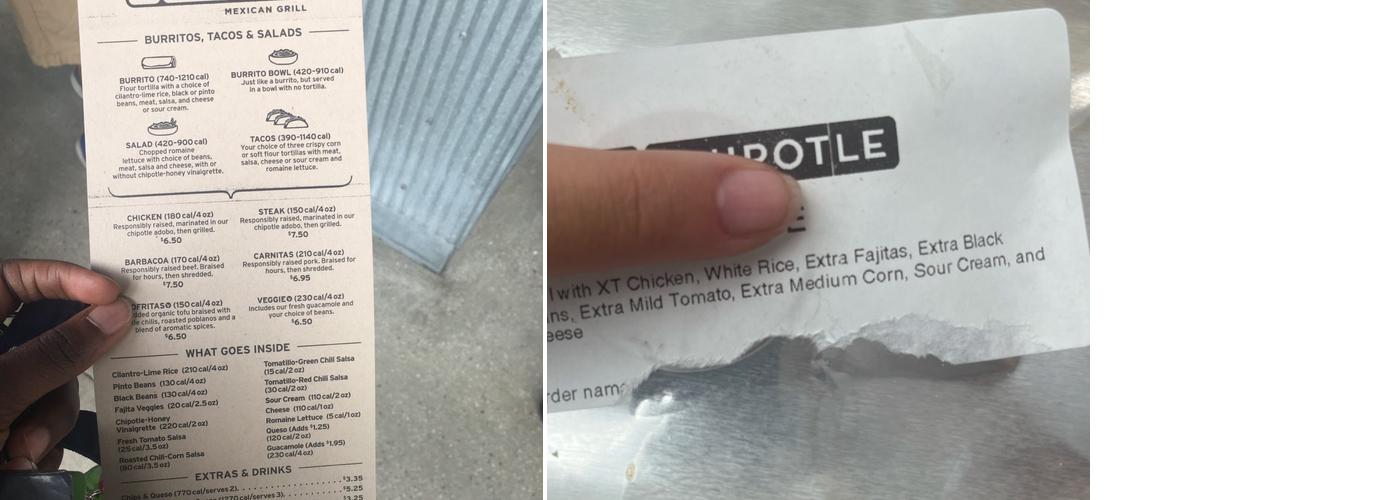 MEXICAN GRILL
BURRITOS, TACOS & SALADS
BURRITO (740-1210 cal)
Flour tortilla with a choice of
cilantro-lime rice, black or pinto
beans, meat, salsa, and cheese
or sour cream.
BURRITO BOWL (420-910 cal)
Just like a burrito, but served
in a bowl with no tortilla.
SALAD (420-900 cal)
Chopped romaine
lettuce with choice of beans,
meat, salsa and cheese, with or
without chipotle-honey vinaigrette.
TACOS (390-1140 cal)
Your choice of three crispy corn
or soft flour tortillas with meat,
salsa, cheese or sour cream and
romaine lettuce.
CHICKEN (180 cal/4 oz)
Responsibly raised, marinated in our
chipotle adobo, then grilled.
$6.50
STEAK (150 cal/4 oz)
Responsibly raised, marinated in our
chipotle adobo, then grilled.
$7.50
BARBACOA (170 cal/4 oz)
Responsibly raised beef. Braised
for hours, then shredded.
$7.50
CARNITAS (210 cal/4 oz)
Responsibly raised pork. Braised for
hours, then shredded.
$6.95
OFRITAS (150 cal/4 oz)
organic tofu braised with
chilis, roasted poblanos and a
blend of aromatic spices.
$6.50
VEGGIE (230 cal/4 oz)
Includes our fresh guacamole and
your choice of beans.
$6.50
WHAT GOES INSIDE
Cilantro-Lime Rice (210 cal/4 oz)
Pinto Beans (130 cal/4 oz)
Black Beans (130 cal/4 oz)
Fajita Veggies (20 cal/2.5 oz)
Chipotle-Honey
Vinaigrette (220 cal/2 oz)
Fresh Tomato Salsa
(25 cal/3.5 oz)
Roasted Chili-Corn Salsa
(80 cal/3.5 oz)
Tomatillo-Green Chili Salsa
(15 cal/2 oz)
Tomatillo-Red Chili Salsa
(30 cal/2 oz)
Sour Cream (110 cal/2 oz)
Cheese (110 cal/1 oz)
Romaine Lettuce (5 cal/1 oz)
Queso (Adds $1.25)
(120 cal/2 oz)
Guacamole (Adds $1.95)
(230 cal/4 oz)
EXTRAS & DRINKS
Chips & Queso (770 cal/serves 2) $3.35
(1270 cal/serves 3) $5.25
$3.25
HIPOTLE
E
l with XT Chicken, White Rice, Extra Fajitas, Extra Black
ns, Extra Mild Tomato, Extra Medium Corn, Sour Cream, and
eese
rder name